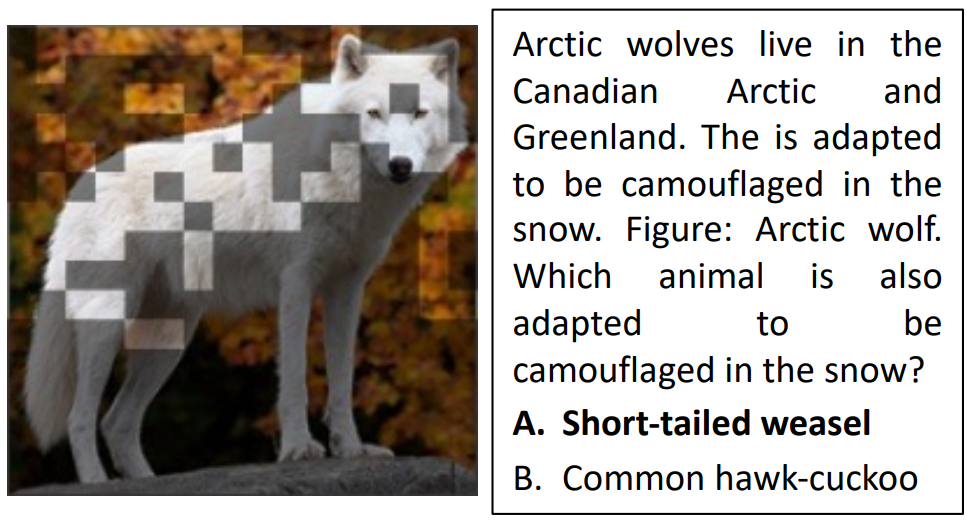 Arctic wolves live in the
Canadian Arctic and
Greenland. The is adapted
to be camouflaged in the
snow. Figure: Arctic wolf.
Which animal is also
adapted to be
camouflaged in the snow?
A. Short-tailed weasel
B. Common hawk-cuckoo